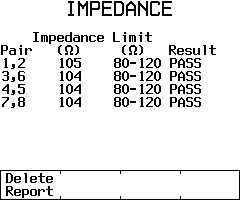 IMPEDANCE
Impedance Limit
Pair (Ω) (Ω) Result
1,2 105 80-120 PASS
3,6 104 80-120 PASS
4,5 104 80-120 PASS
7,8 104 80-120 PASS
Delete
Report